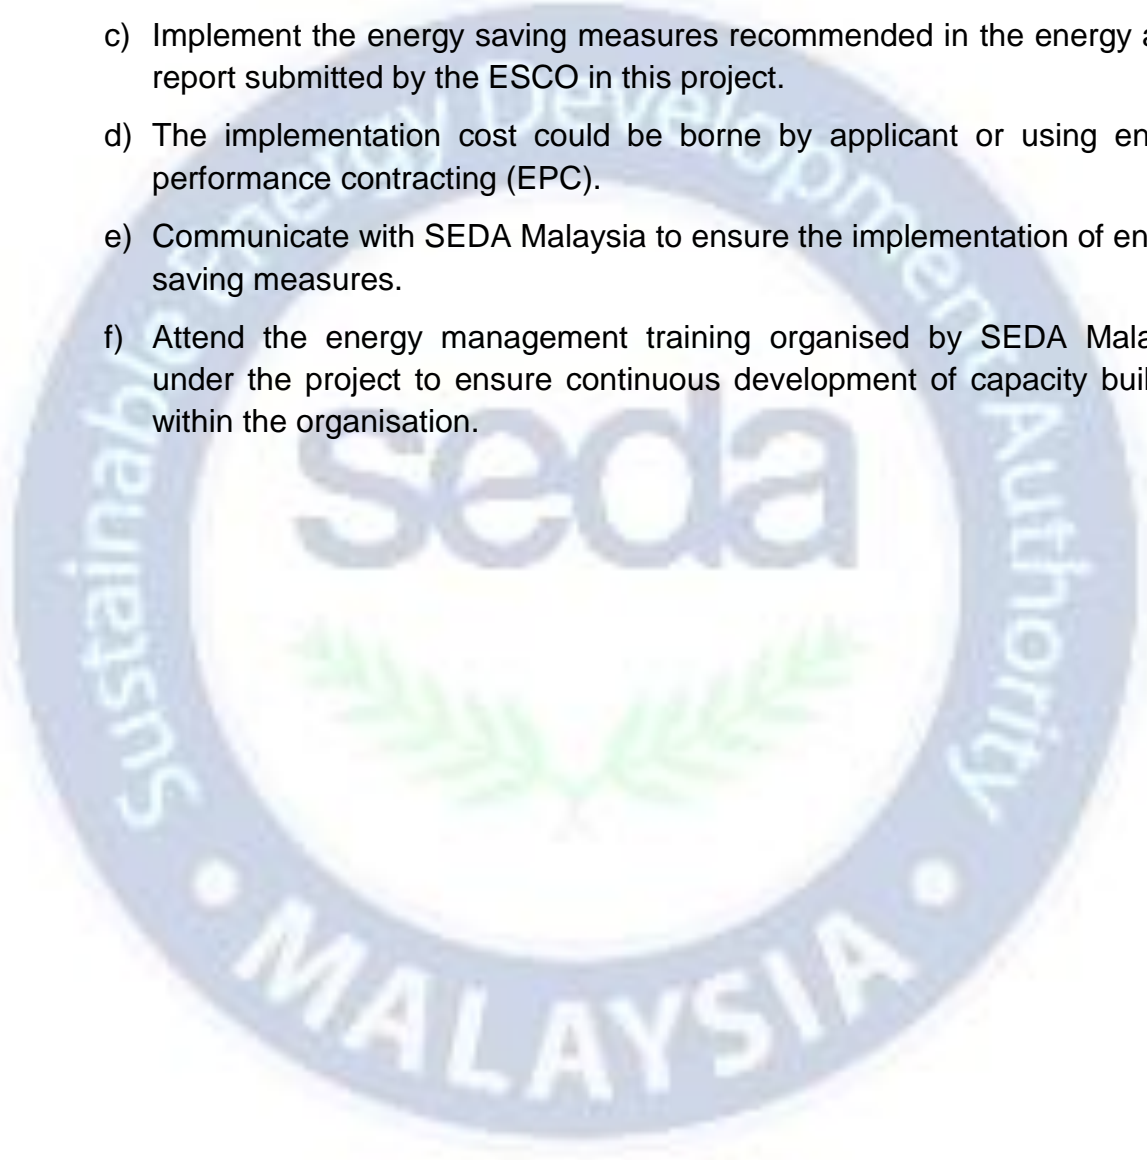 c) Implement the energy saving measures recommended in the energy
report submitted by the ESCO in this project.
d) The implementation cost could be borne by applicant or using
performance contracting (EPC).
e) Communicate with SEDA Malaysia to ensure the implementation of
saving measures.
f) Attend the energy management training organised by SEDA
under the project to ensure continuous development of capacity
within the organisation.
Sustainable Energy Development Authority
seda
• MALAYSIA •